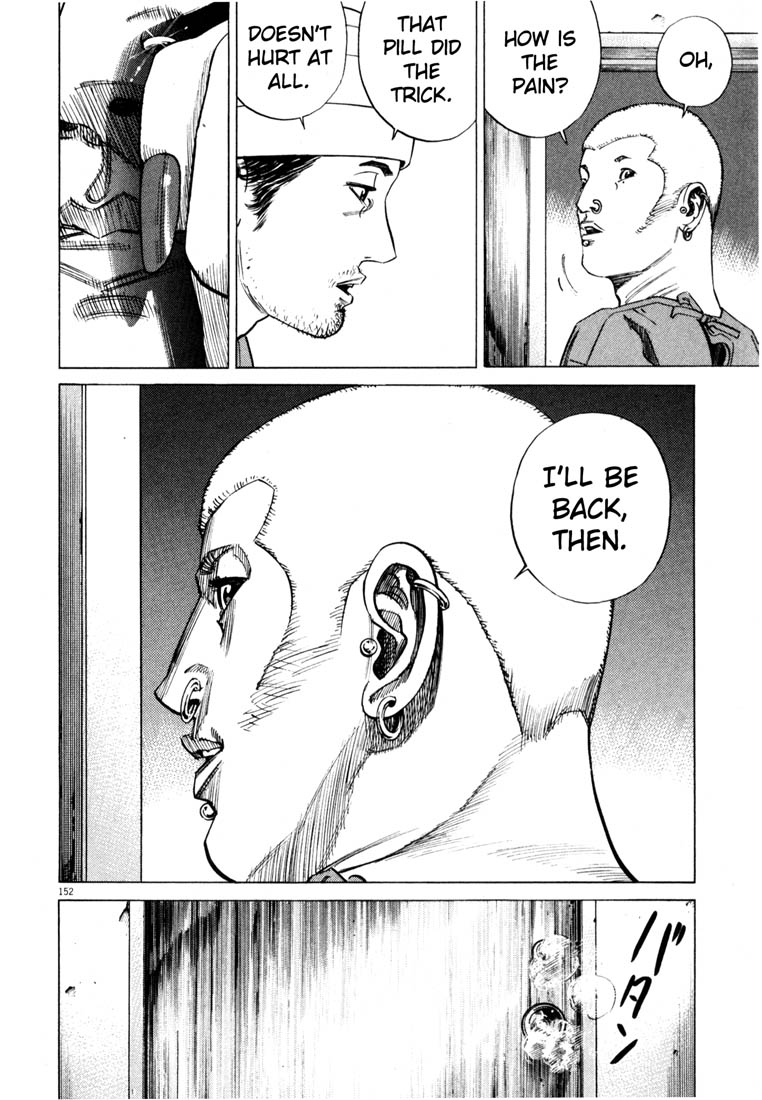 OH,
HOW IS
THE
PAIN?
THAT
PILL DID
THE
TRICK.
DOESN'T
HURT AT
ALL.
I'LL BE
BACK,
THEN.
152
バタン